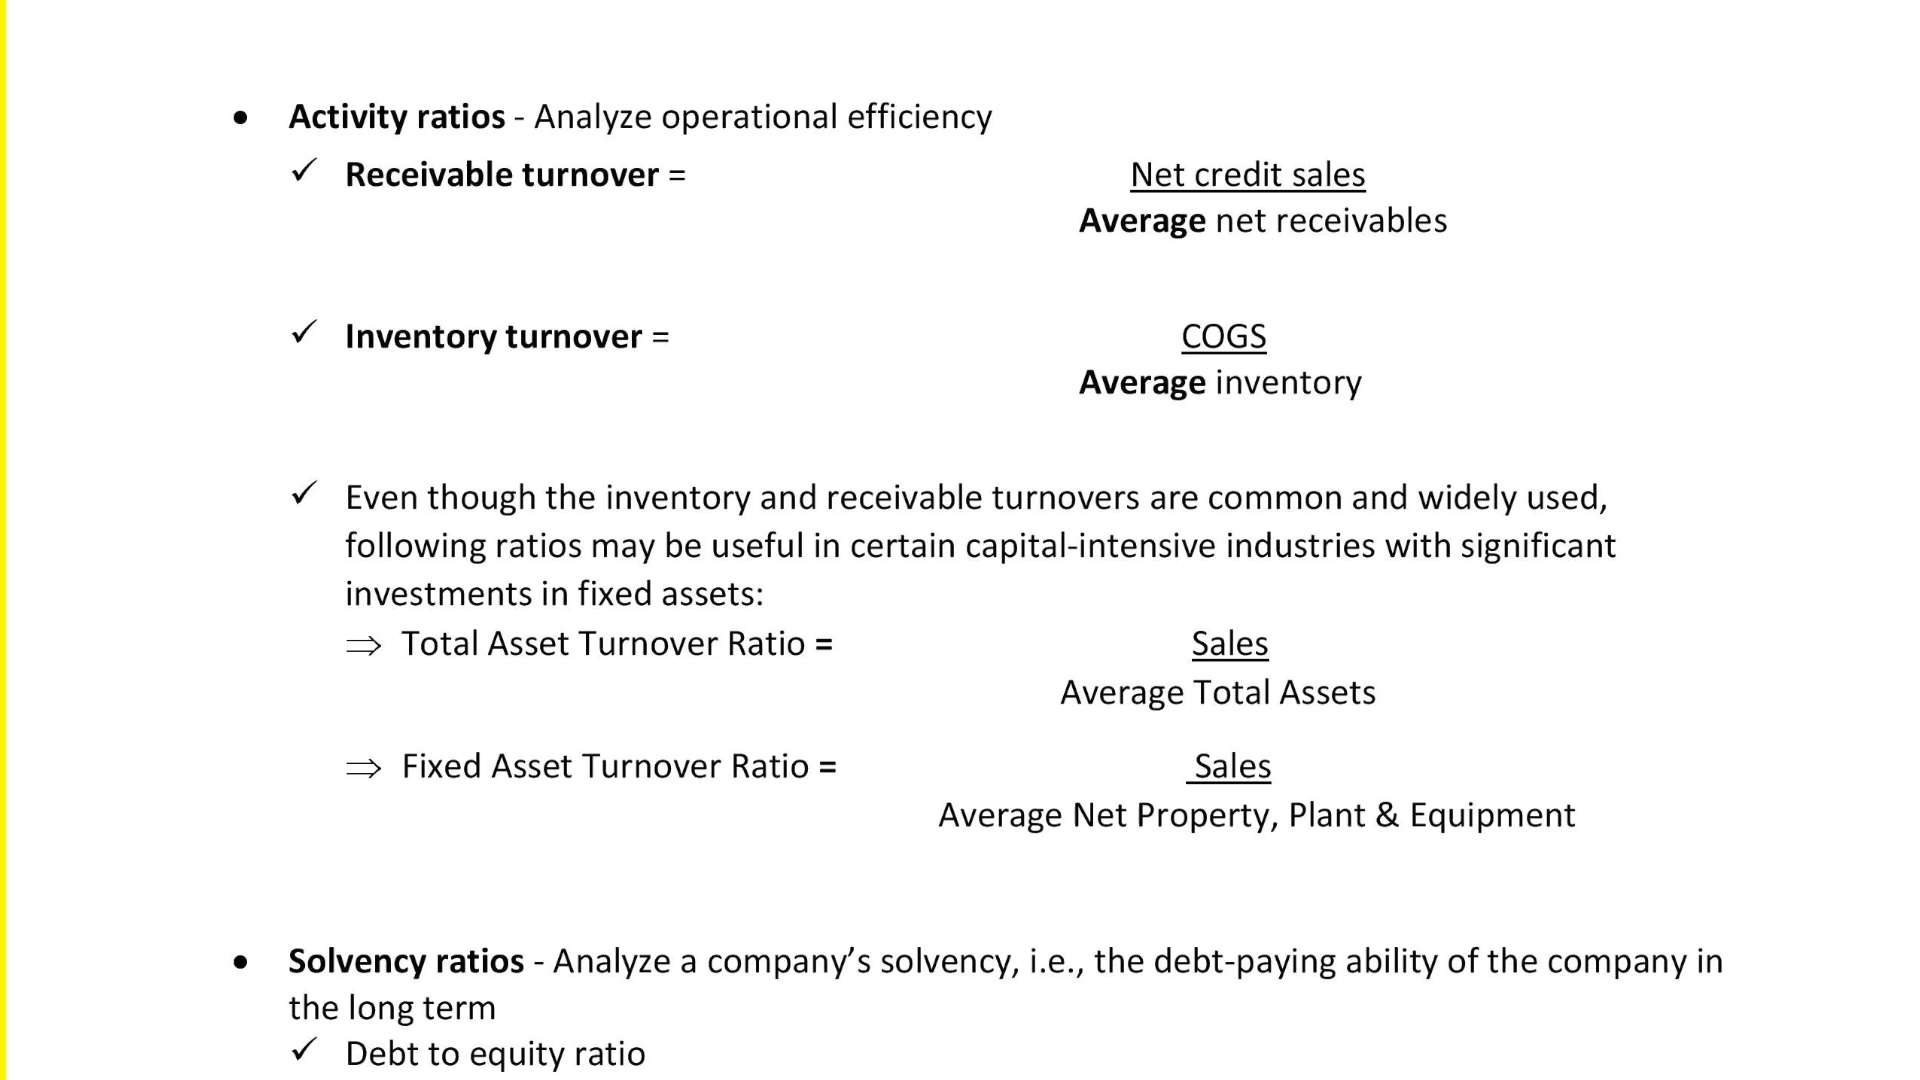 • Activity ratios - Analyze operational efficiency
✓ Receivable turnover = Net credit sales
Average net receivables
✓ Inventory turnover = COGS
Average inventory
✓ Even though the inventory and receivable turnovers are common and widely used,
following ratios may be useful in certain capital-intensive industries with significant
investments in fixed assets:
⇒ Total Asset Turnover Ratio = Sales
Average Total Assets
⇒ Fixed Asset Turnover Ratio = Sales
Average Net Property, Plant & Equipment
• Solvency ratios - Analyze a company’s solvency, i.e., the debt-paying ability of the company in
the long term
✓ Debt to equity ratio